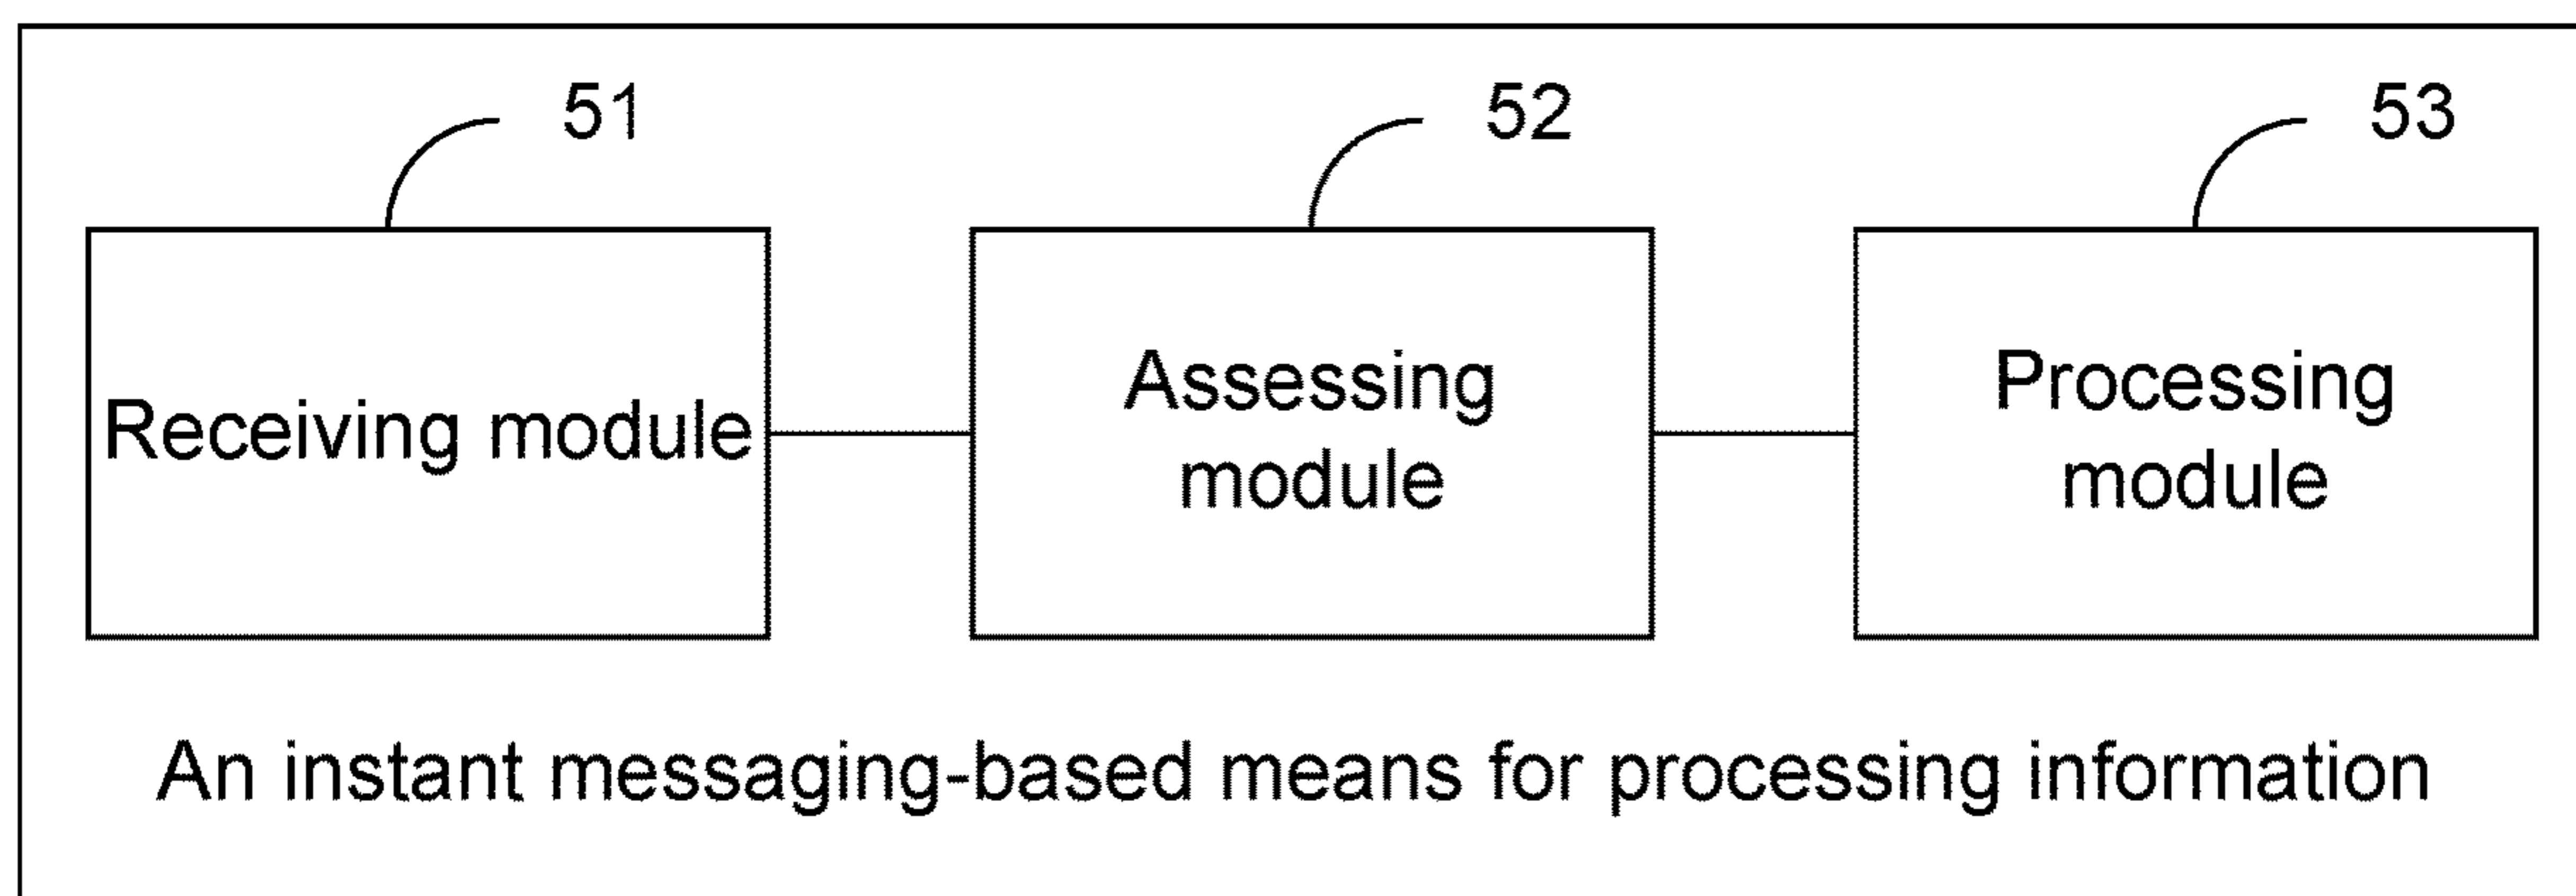 51
52
53
Receiving module
Assessing
module
Processing
module
An instant messaging-based means for processing information